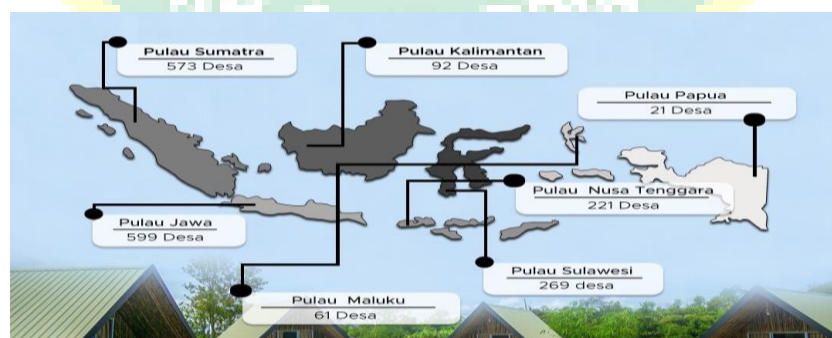 Pulau Sumatra
573 Desa
Pulau Kalimantan
92 Desa
Pulau Papua
21 Desa
Pulau Nusa Tenggara
221 Desa
Pulau Jawa
599 Desa
Pulau Sulawesi
269 desa
Pulau Maluku
61 Desa